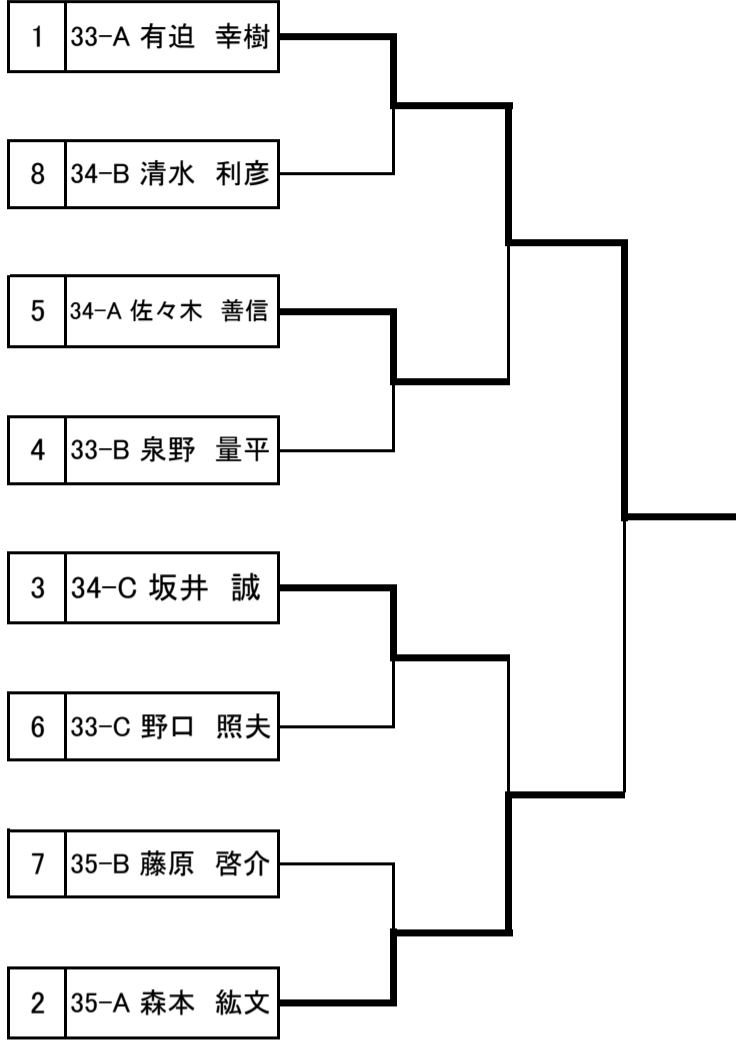 1 33-A 有迫 幸樹
8 34-B 清水 利彦
5 34-A 佐々木 善信
4 33-B 泉野 量平
3 34-C 坂井 誠
6 33-C 野口 照夫
7 35-B 藤原 啓介
2 35-A 森本 紘文